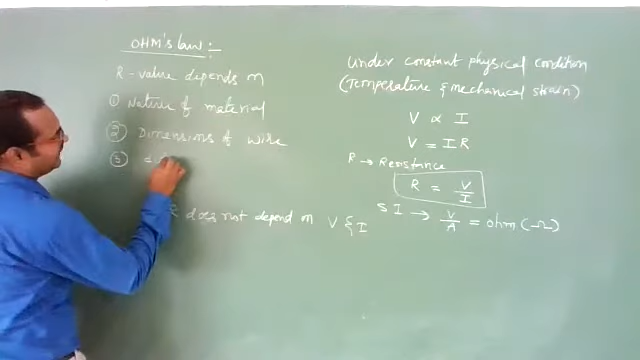 OHM's law:
R - value depends on
① Nature of material
② Dimensions of wire
③
R does not depend on V & I
Under constant physical condition
(Temperature & mechanical strain)
V ∝ I
V = IR
R → Resistance
R = V/I
SI → V/A = ohm (Ω)